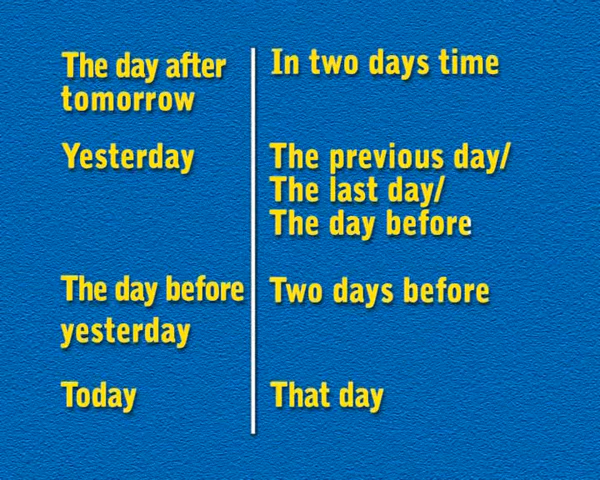 The day after
tomorrow
In two days time
Yesterday
The previous day/
The last day/
The day before
The day before
yesterday
Two days before
Today
That day